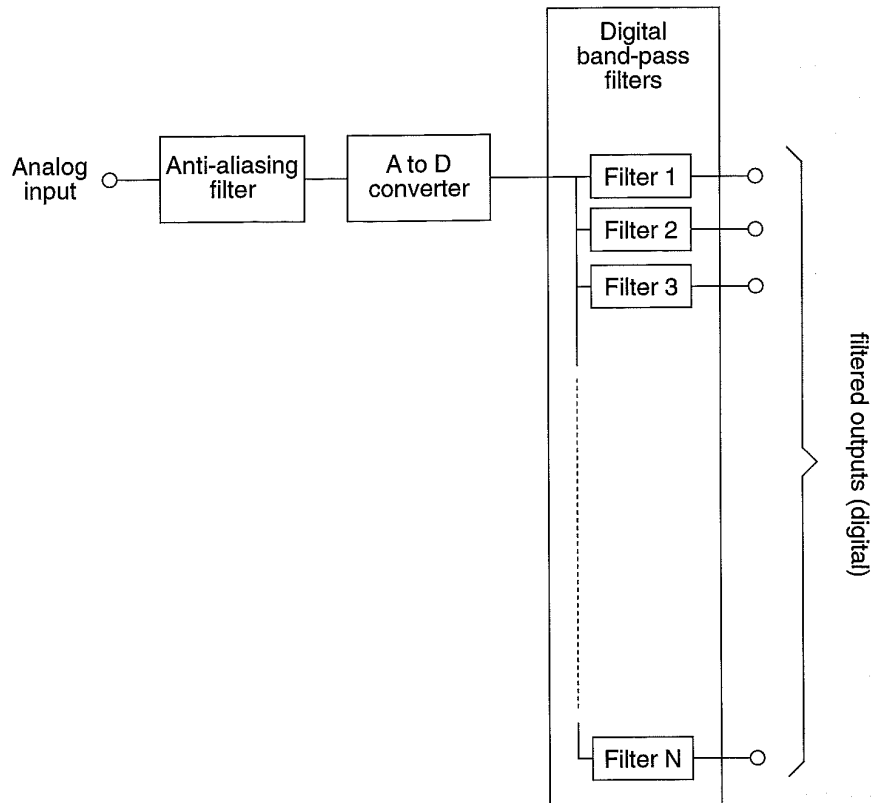 Digital
band-pass
filters
Analog
input
Anti-aliasing
filter
A to D
converter
Filter 1
Filter 2
Filter 3
filtered outputs (digital)
Filter N